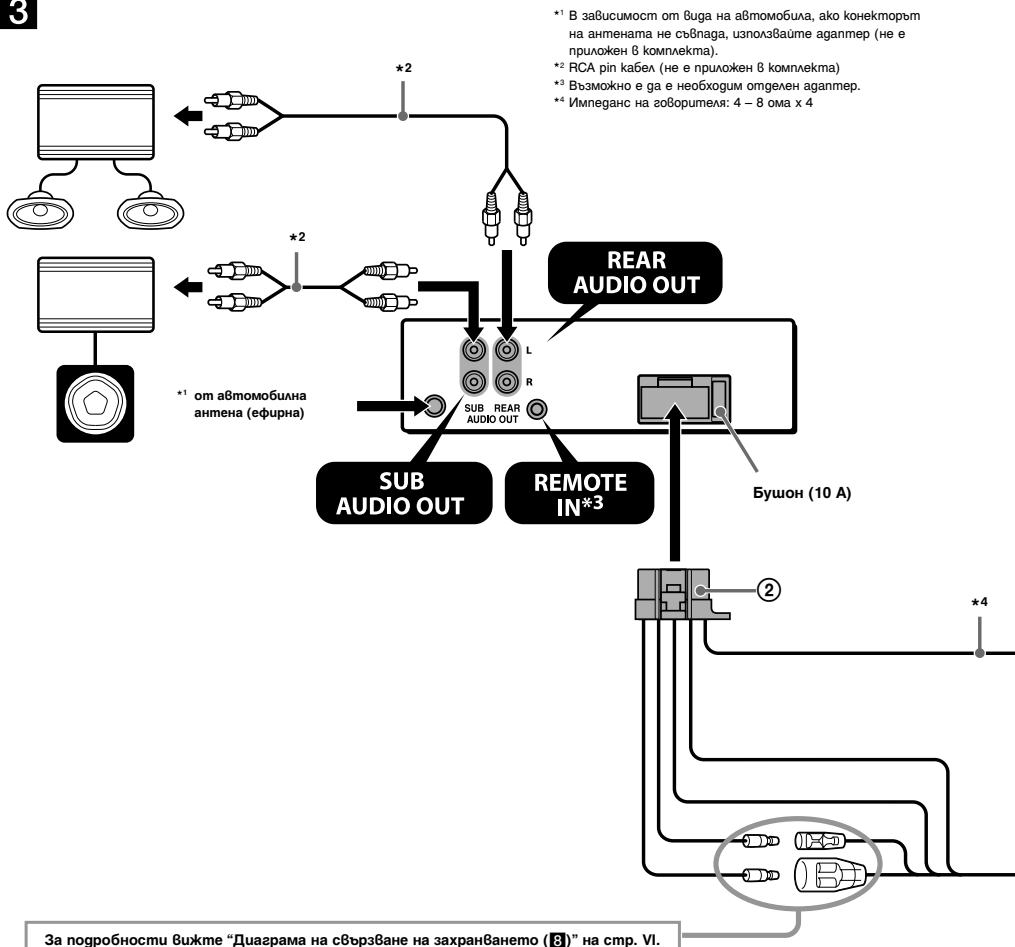 3
*1 В зависимост от вида на автомобила, ако конекторът
на антената не съвпада, използвайте адаптер (не е
приложен в комплекта).
*2 RCA pin кабел (не е приложен в комплекта)
*3 Възможно е да е необходим отделен адаптер.
*4 Импеданс на говорителя: 4 – 8 ома x 4
*2
*2
REAR
AUDIO OUT
L
R
*1 от автомобилна
антена (ефирна)
SUB REAR
AUDIO OUT
SUB
AUDIO OUT
REMOTE
IN*3
Бушон (10 A)
2
*4
За подробности вижте “Диаграма на свързване на захранването (8)” на стр. VI.